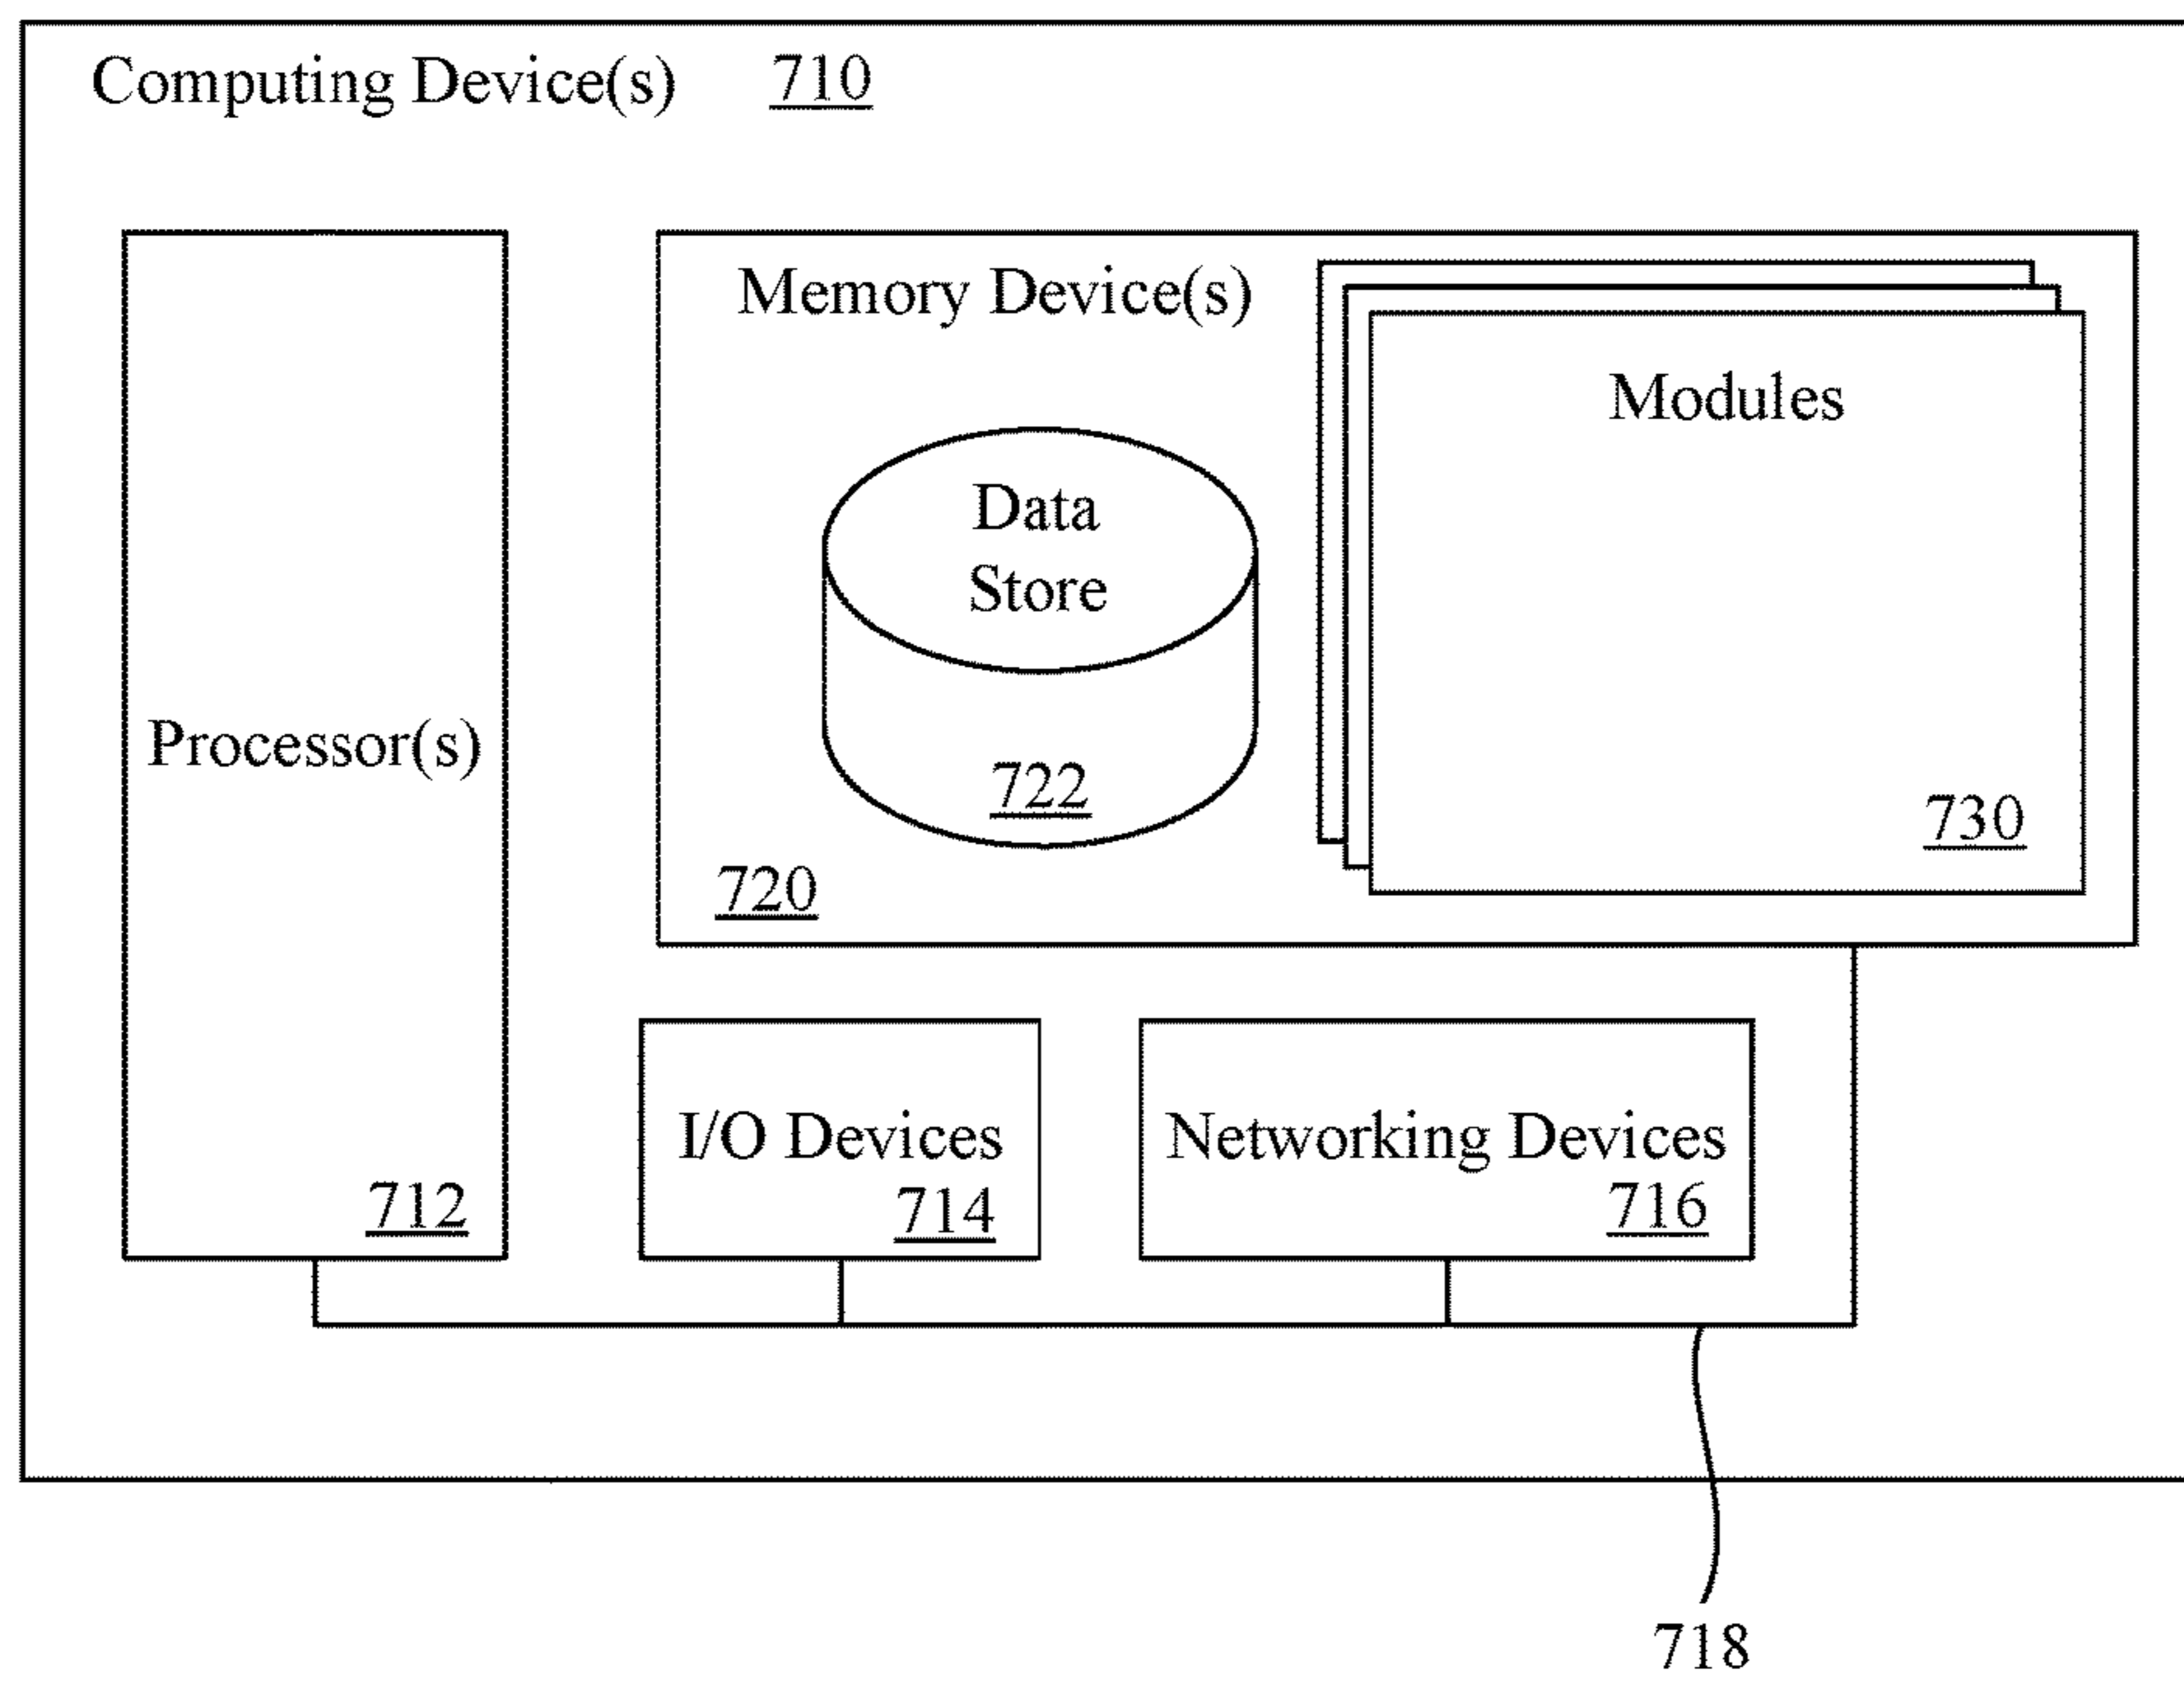 Computing Device(s) 710
Memory Device(s)
Modules
Data
Store
Processor(s)
722
730
720
I/O Devices
Networking Devices
712
714
716
718